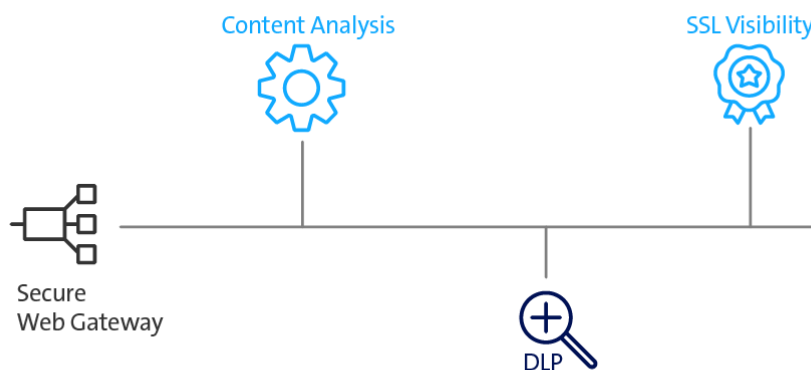 Content Analysis
SSL Visibility
Secure
Web Gateway
DLP